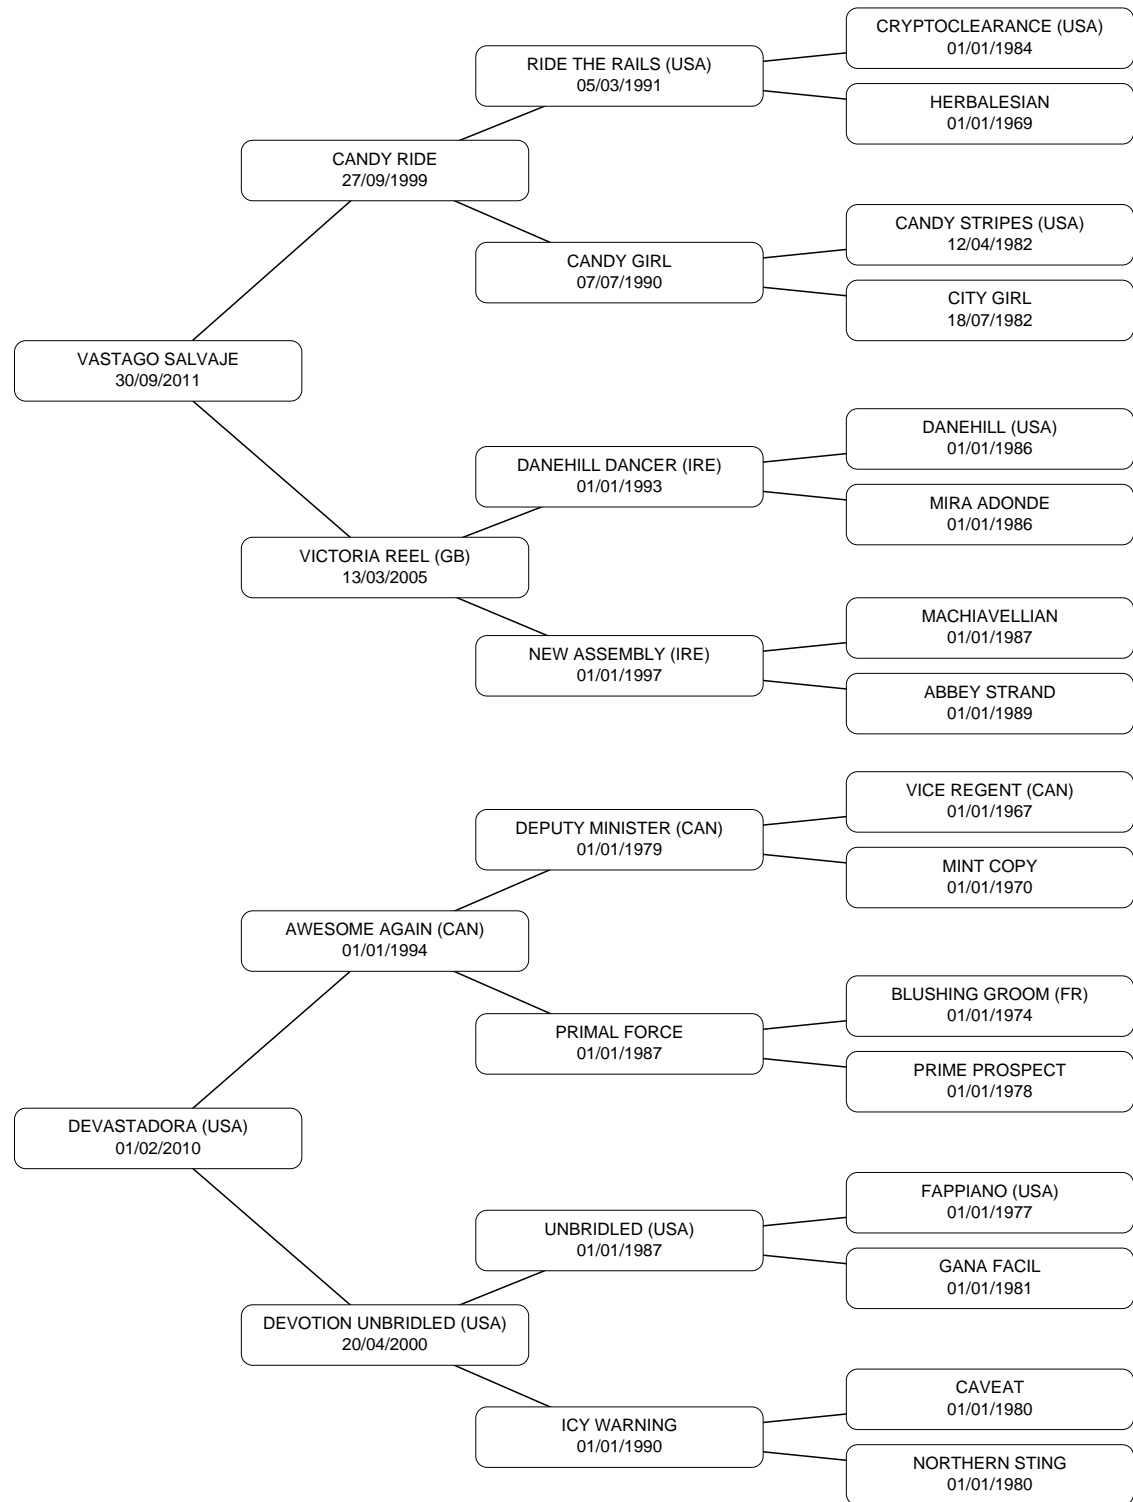 CRYPTOCLEARANCE (USA)
01/01/1984
RIDE THE RAILS (USA)
05/03/1991
HERBALESIAN
01/01/1969
CANDY RIDE
27/09/1999
CANDY STRIPES (USA)
12/04/1982
CANDY GIRL
07/07/1990
CITY GIRL
18/07/1982
VASTAGO SALVAJE
30/09/2011
DANEHILL (USA)
01/01/1986
DANEHILL DANCER (IRE)
01/01/1993
MIRA ADONDE
01/01/1986
VICTORIA REEL (GB)
13/03/2005
MACHIAVELLIAN
01/01/1987
NEW ASSEMBLY (IRE)
01/01/1997
ABBEY STRAND
01/01/1989
VICE REGENT (CAN)
01/01/1967
DEPUTY MINISTER (CAN)
01/01/1979
MINT COPY
01/01/1970
AWESOME AGAIN (CAN)
01/01/1994
BLUSHING GROOM (FR)
01/01/1974
PRIMAL FORCE
01/01/1987
PRIME PROSPECT
01/01/1978
DEVASTADORA (USA)
01/02/2010
FAPPIANO (USA)
01/01/1977
UNBRIDLED (USA)
01/01/1987
GANA FACIL
01/01/1981
DEVOTION UNBRIDLED (USA)
20/04/2000
CAVEAT
01/01/1980
ICY WARNING
01/01/1990
NORTHERN STING
01/01/1980